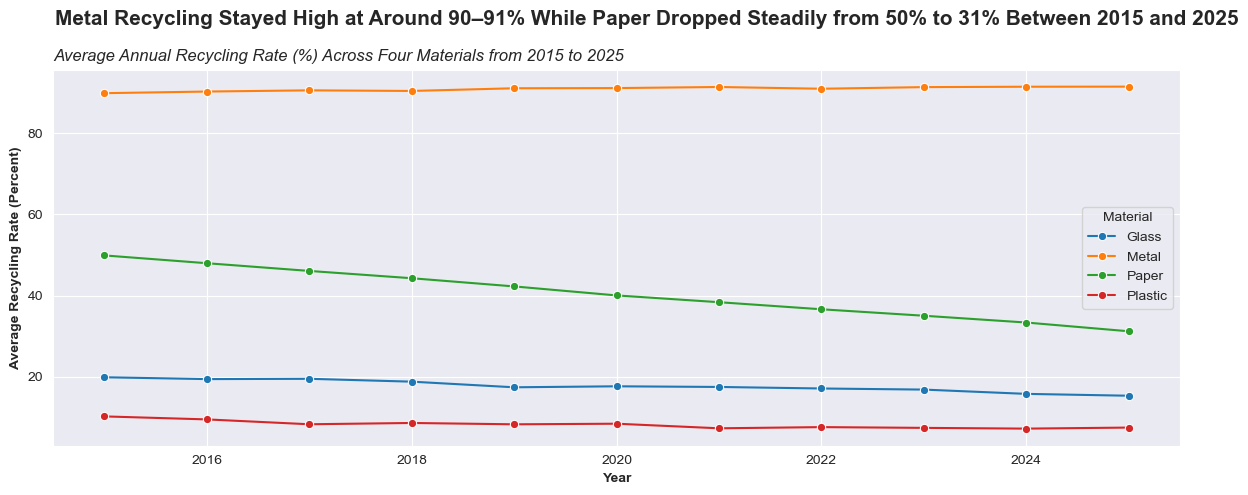 Metal Recycling Stayed High at Around 90–91% While Paper Dropped Steadily from 50% to 31% Between 2015 and 2025
Average Annual Recycling Rate (%) Across Four Materials from 2015 to 2025
Average Recycling Rate (Percent)
80
60
40
20
Material
Glass
Metal
Paper
Plastic
2016
2018
2020
2022
2024
Year